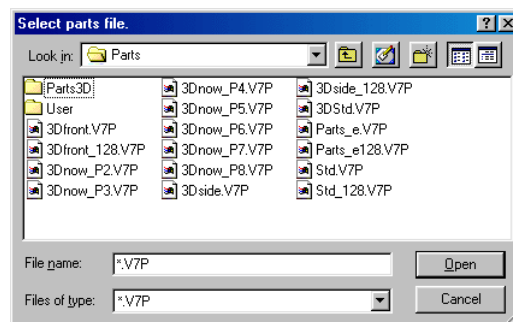 Select parts file.
Look in: Parts
Parts3D 3Dnow_P4.V7P 3Dside_128.V7P
User 3Dnow_P5.V7P 3DStd.V7P
3Dfront.V7P 3Dnow_P6.V7P Parts_e.V7P
3Dfront_128.V7P 3Dnow_P7.V7P Parts_e128.V7P
3Dnow_P2.V7P 3Dnow_P8.V7P Std.V7P
3Dnow_P3.V7P 3Dside.V7P Std_128.V7P
File name: *.V7P Open
Files of type: *.V7P Cancel